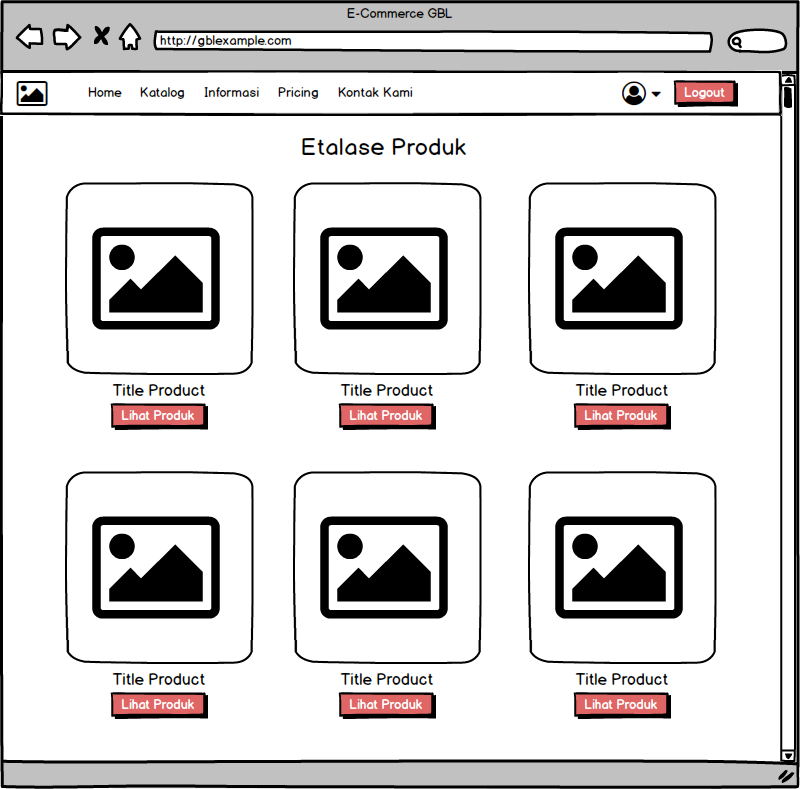 E-Commerce GBL
http://gblexample.com
Home Katalog Informasi Pricing Kontak Kami Logout
Etalase Produk
Title Product Title Product Title Product
Lihat Produk Lihat Produk Lihat Produk
Title Product Title Product Title Product
Lihat Produk Lihat Produk Lihat Produk